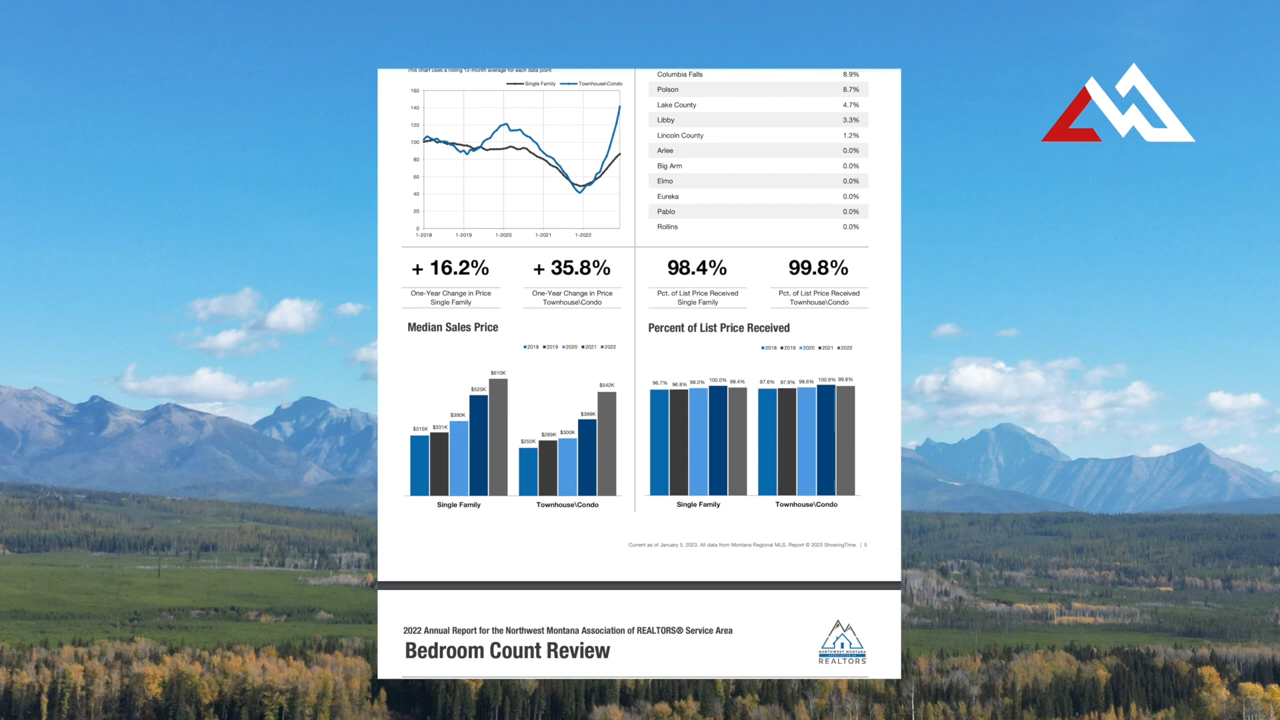 This chart uses a rolling 12-month average for each data point.
Single Family Townhouse\Condo
160
140
120
100
80
60
40
20
0
1-2018 1-2019 1-2020 1-2021 1-2022
Columbia Falls 8.9%
Polson 8.7%
Lake County 4.7%
Libby 3.3%
Lincoln County 1.2%
Arlee 0.0%
Big Arm 0.0%
Elmo 0.0%
Eureka 0.0%
Pablo 0.0%
Rollins 0.0%
+ 16.2%
One-Year Change in Price
Single Family
+ 35.8%
One-Year Change in Price
Townhouse\Condo
98.4%
Pct. of List Price Received
Single Family
99.8%
Pct. of List Price Received
Townhouse\Condo
Median Sales Price
2018 2019 2020 2021 2022
$315K $331K $390K $525K $610K
$250K $289K $300K $399K $542K
Single Family Townhouse\Condo
Percent of List Price Received
2018 2019 2020 2021 2022
96.7% 96.8% 98.0% 100.0% 98.4%
97.6% 97.9% 98.6% 100.9% 99.8%
Single Family Townhouse\Condo
Current as of January 5, 2023. All data from Montana Regional MLS. Report © 2023 ShowingTime. | 5
2022 Annual Report for the Northwest Montana Association of REALTORS® Service Area
Bedroom Count Review
NORTHWEST MONTANA
REALTORS